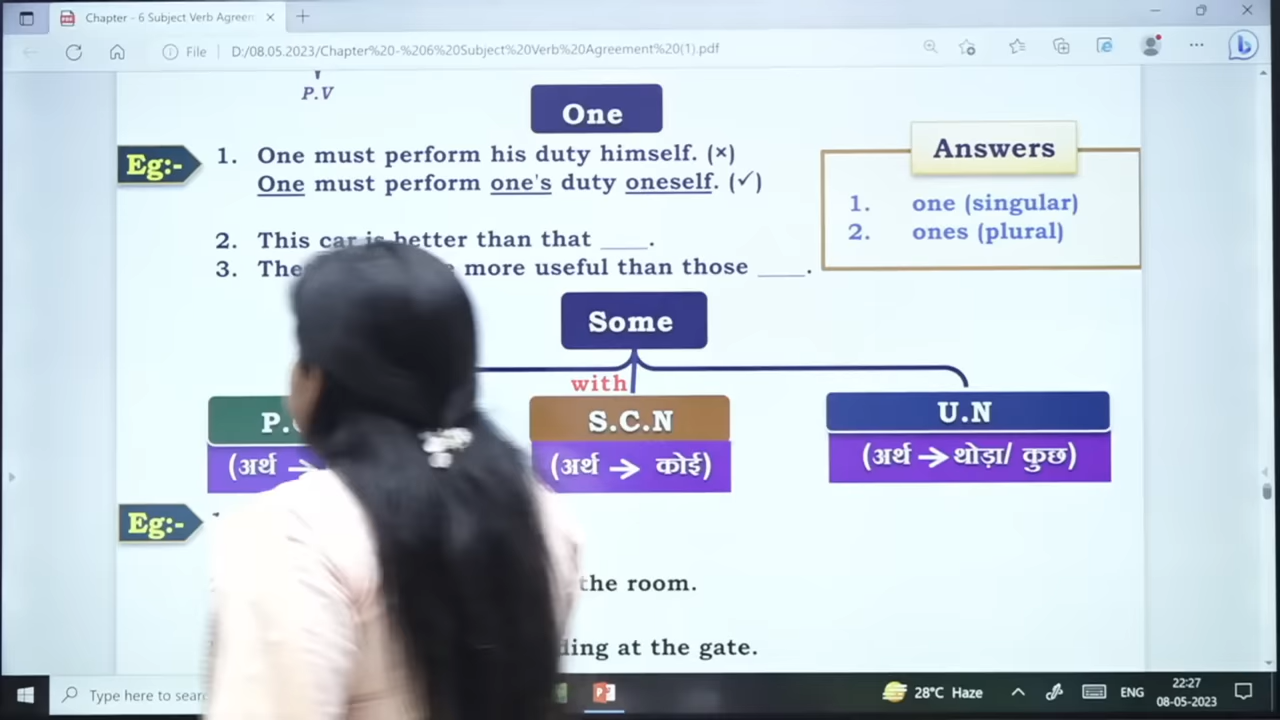 Chapter - 6 Subject Verb Agreem
File D:/08.05.2023/Chapter%20-%206%20Subject%20Verb%20Agreement%20(1).pdf
P.V
One
Eg:- 1. One must perform his duty himself. (×)
One must perform one's duty oneself. (✓)
Answers
1. one (singular)
2. ones (plural)
2. This car is better than that ____.
3. more useful than those ____.
Some
with
S.C.N
U.N
(अर्थ →
(अर्थ → कोई)
(अर्थ → थोड़ा/ कुछ)
Eg:-
the room.
at the gate.
Type here to sear
28°C Haze
ENG
22:27
08-05-2023